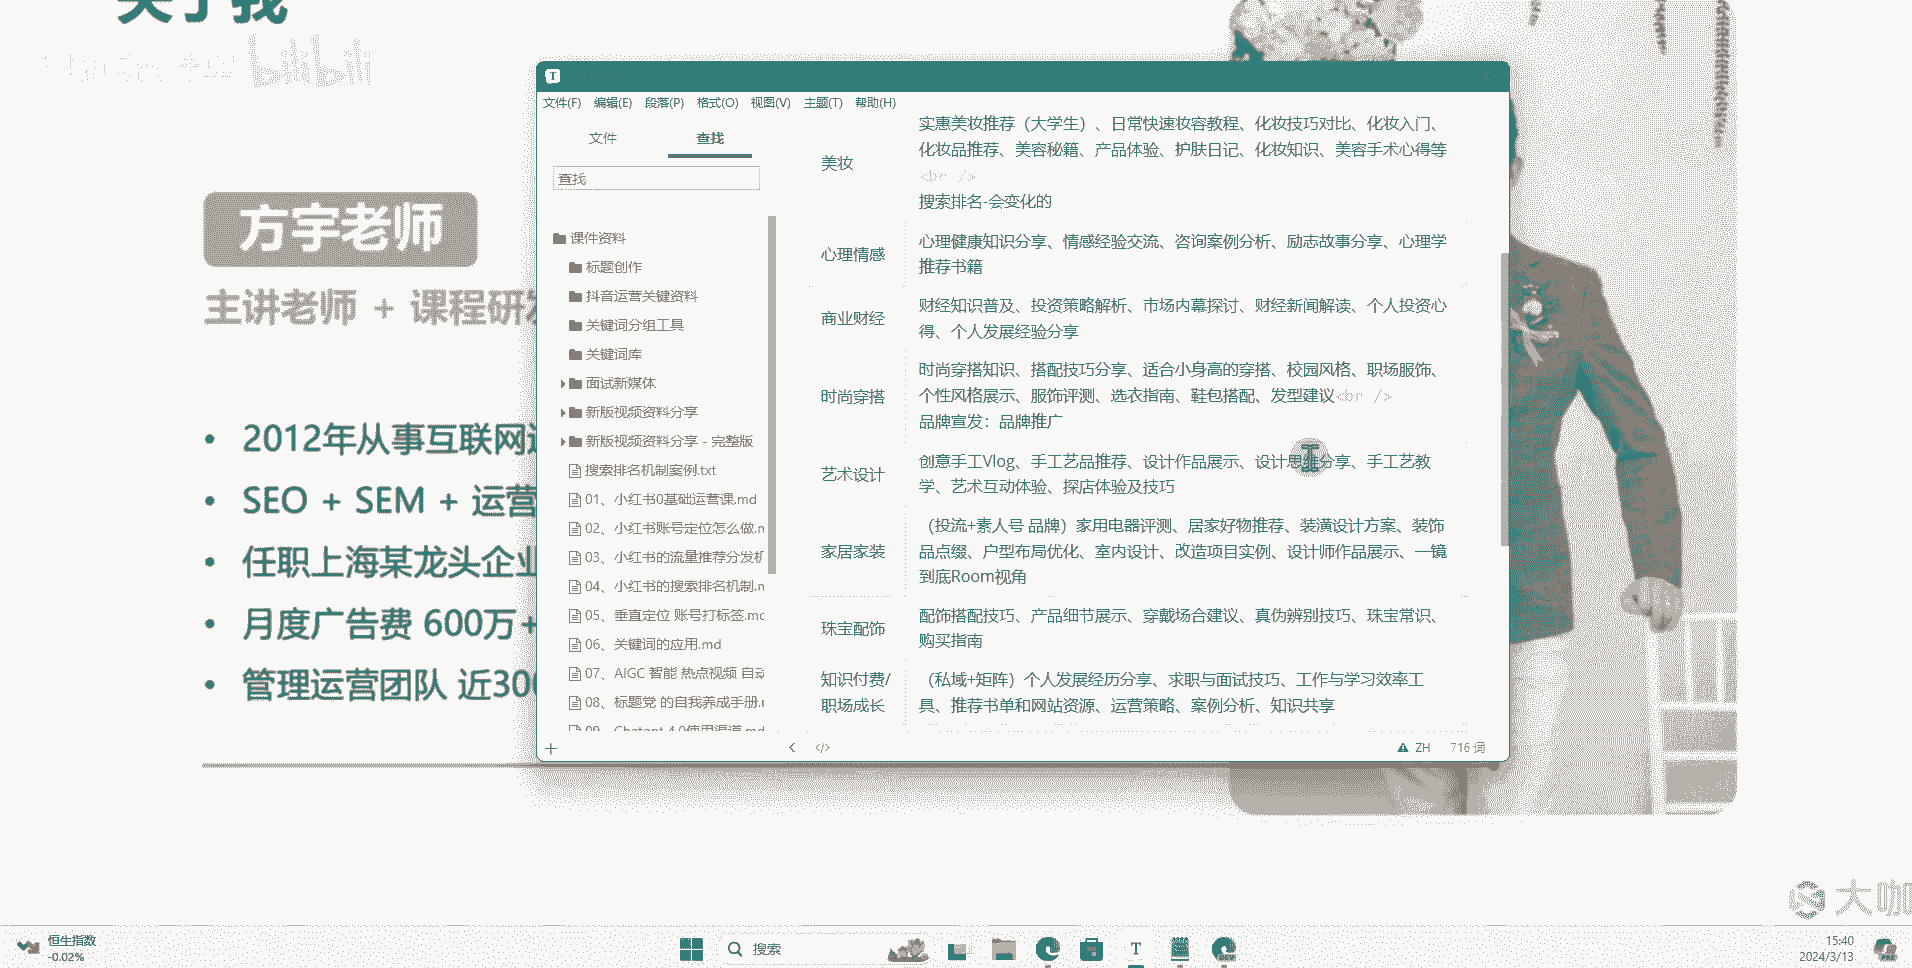 关于我
bilibili
方宇老师
主讲老师 + 课程研发
2012年从事互联网运
SEO + SEM + 运营
任职上海某龙头企业
月度广告费 600万+
管理运营团队 近300
文件(F) 编辑(E) 段落(P) 格式(O) 视图(V) 主题(T) 帮助(H)
文件 查找
查找
课件资料
标题创作
抖音运营关键资料
关键词分组工具
关键词库
面试新媒体
新版视频资料分享
新版视频资料分享 - 完整版
搜索排名机制案例.txt
01、小红书0基础运营课.md
02、小红书账号定位怎么做.m
03、小红书的流量推荐分发机
04、小红书的搜索排名机制.m
05、垂直定位 账号打标签.md
06、关键词的应用.md
07、AIGC 智能 热点视频 自动
08、标题党 的自我养成手册.m
09、Chatgpt 4.0使用渠道.md
美妆
实惠美妆推荐（大学生）、日常快速妆容教程、化妆技巧对比、化妆入门、
化妆品推荐、美容秘籍、产品体验、护肤日记、化妆知识、美容手术心得等
<br />
搜索排名-会变化的
心理情感
心理健康知识分享、情感经验交流、咨询案例分析、励志故事分享、心理学
推荐书籍
商业财经
财经知识普及、投资策略解析、市场内幕探讨、财经新闻解读、个人投资心
得、个人发展经验分享
时尚穿搭
时尚穿搭知识、搭配技巧分享、适合小身高的穿搭、校园风格、职场服饰、
个性风格展示、服饰评测、选衣指南、鞋包搭配、发型建议<br />
品牌宣发：品牌推广
艺术设计
创意手工Vlog、手工艺品推荐、设计作品展示、设计思维分享、手工艺教
学、艺术互动体验、探店体验及技巧
家居家装
（投流+素人号 品牌）家用电器评测、居家好物推荐、装潢设计方案、装饰
品点缀、户型布局优化、室内设计、改造项目实例、设计师作品展示、一镜
到底Room视角
珠宝配饰
配饰搭配技巧、产品细节展示、穿戴场合建议、真伪辨别技巧、珠宝常识、
购买指南
知识付费/
职场成长
（私域+矩阵）个人发展经历分享、求职与面试技巧、工作与学习效率工
具、推荐书单和网站资源、运营策略、案例分析、知识共享
ZH 716 词
大咖
恒生指数
-0.02%
搜索
15:40
2024/3/13